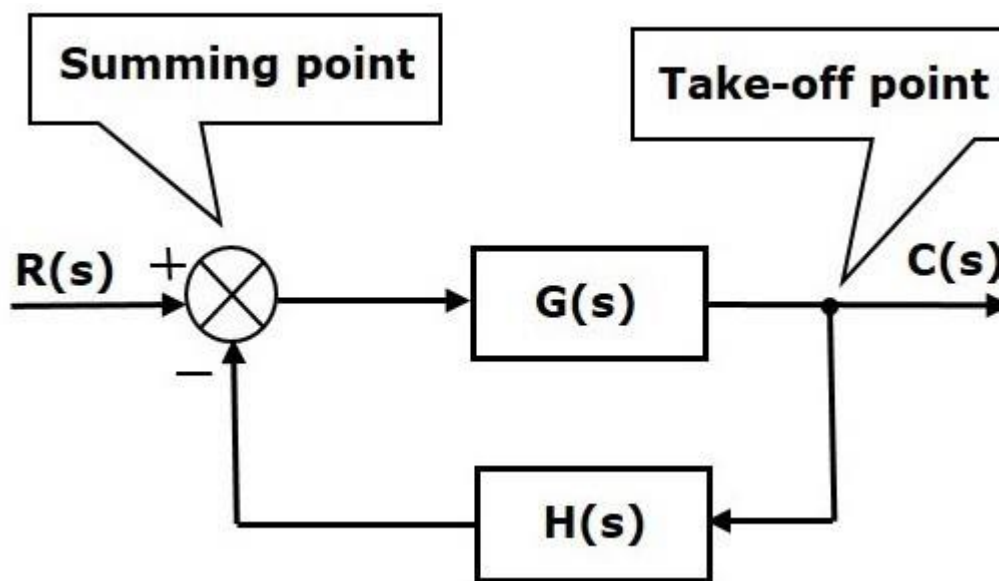 Summing point
Take-off point
R(s)
+
G(s)
C(s)
−
H(s)